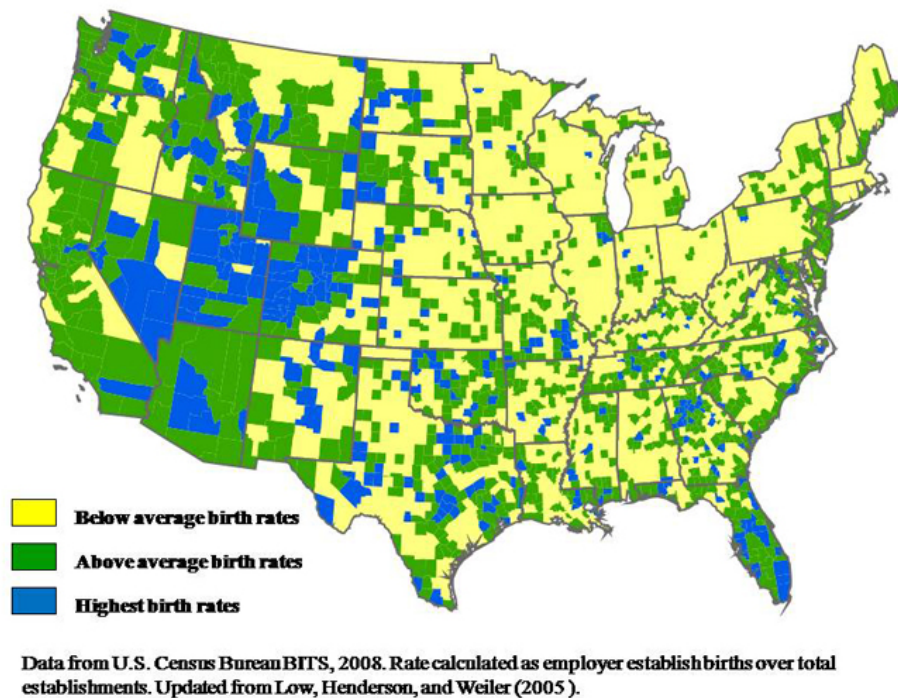 Below average birth rates
Above average birth rates
Highest birth rates
Data from U.S. Census Bureau BITS, 2008. Rate calculated as employer establish births over total
establishments. Updated from Low, Henderson, and Weiler (2005 ).